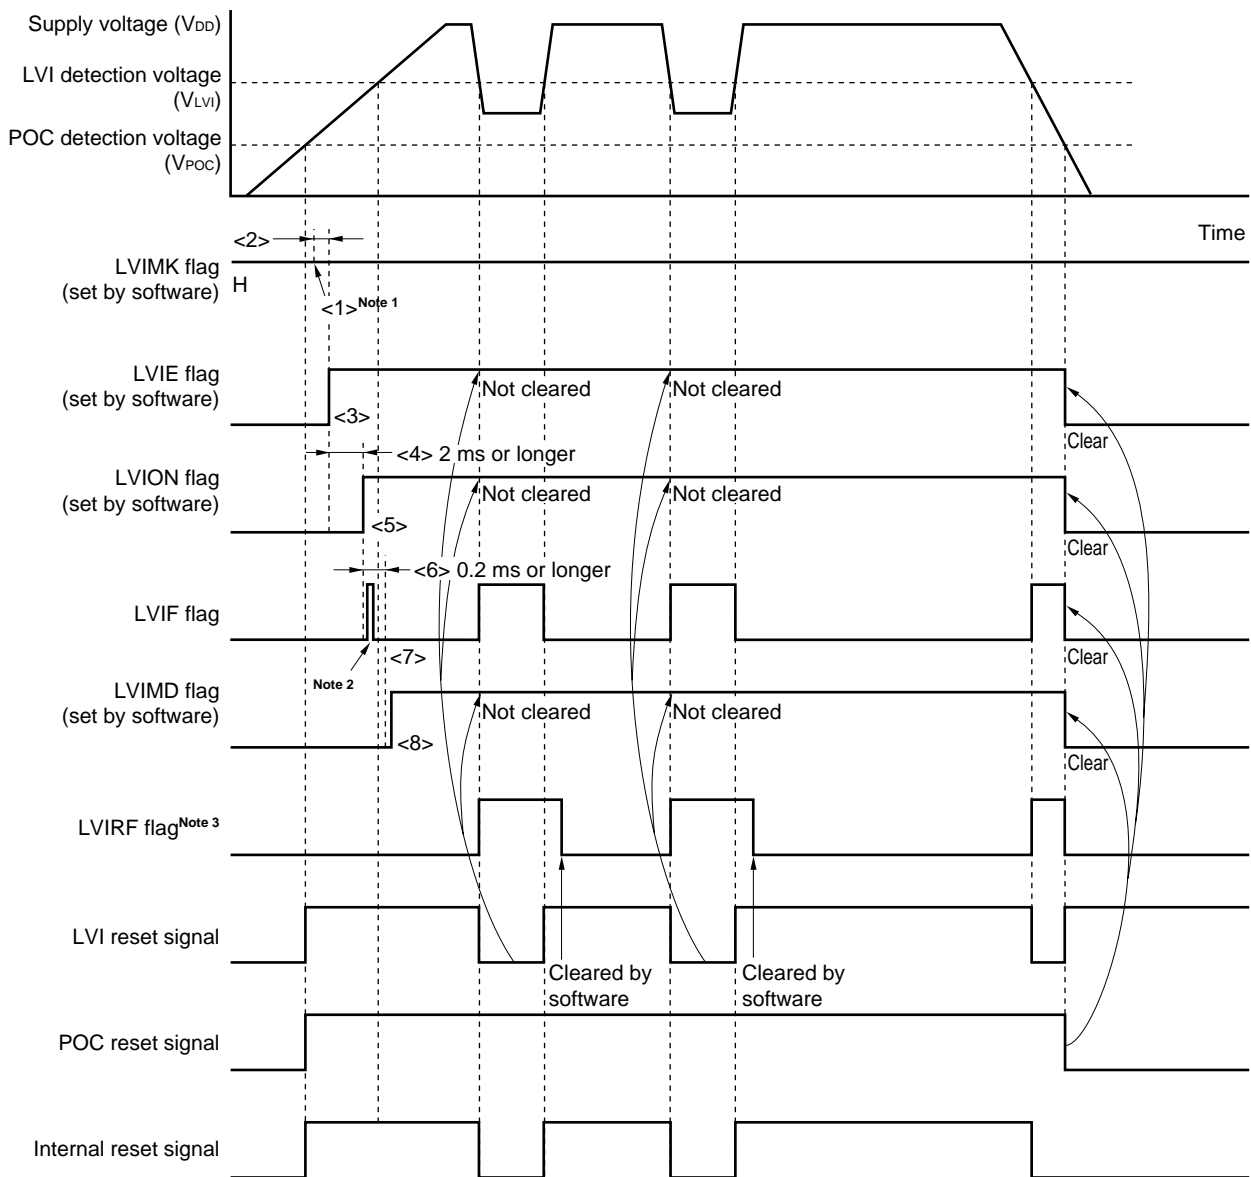 Supply voltage (VDD)
LVI detection voltage
(VLVI)
POC detection voltage
(VPOC)
Time
<2>
LVIMK flag
(set by software)
H
<1>Note 1
LVIE flag
(set by software)
Not cleared
Not cleared
<3>
Clear
<4> 2 ms or longer
LVION flag
(set by software)
Not cleared
Not cleared
<5>
Clear
<6> 0.2 ms or longer
LVIF flag
<7>
Clear
Note 2
LVIMD flag
(set by software)
Not cleared
Not cleared
<8>
Clear
LVIRF flagNote 3
LVI reset signal
Cleared by
software
Cleared by
software
POC reset signal
Internal reset signal